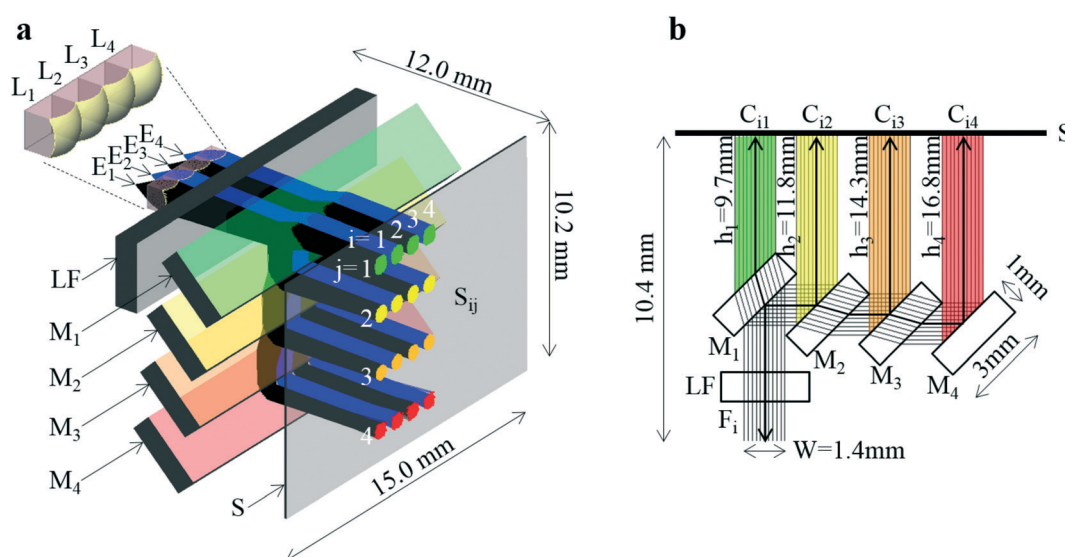 a
L1 L2 L3 L4
12.0 mm
E1 E2 E3 E4
10.2 mm
i= 1 2 3 4
j= 1
2
3
4
Sij
LF
M1
M2
M3
M4
S
15.0 mm
b
Ci1 Ci2 Ci3 Ci4
S
h1=9.7mm
h2=11.8mm
h3=14.3mm
h4=16.8mm
10.4 mm
1mm
3mm
M1 M2 M3 M4
LF
Fi
W=1.4mm